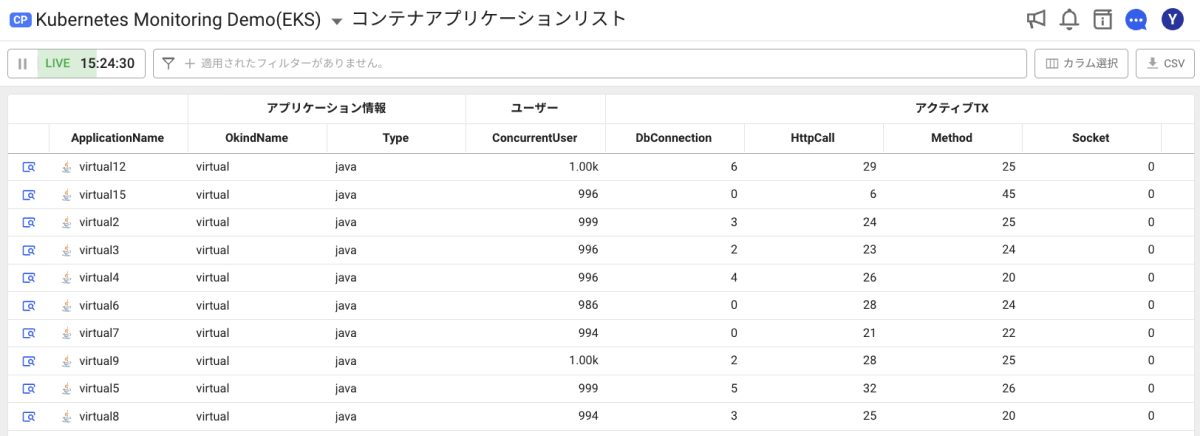 CP Kubernetes Monitoring Demo(EKS) コンテナアプリケーションリスト Y
LIVE 15:24:30 適用されたフィルターがありません。 カラム選択 CSV
アプリケーション情報 ユーザー アクティブTX
ApplicationName OkindName Type ConcurrentUser DbConnection HttpCall Method Socket
virtual12 virtual java 1.00k 6 29 25 0
virtual15 virtual java 996 0 6 45 0
virtual2 virtual java 999 3 24 25 0
virtual3 virtual java 996 2 23 24 0
virtual4 virtual java 996 4 26 20 0
virtual6 virtual java 986 0 28 24 0
virtual7 virtual java 994 0 21 22 0
virtual9 virtual java 1.00k 2 28 25 0
virtual5 virtual java 999 5 32 26 0
virtual8 virtual java 994 3 25 20 0